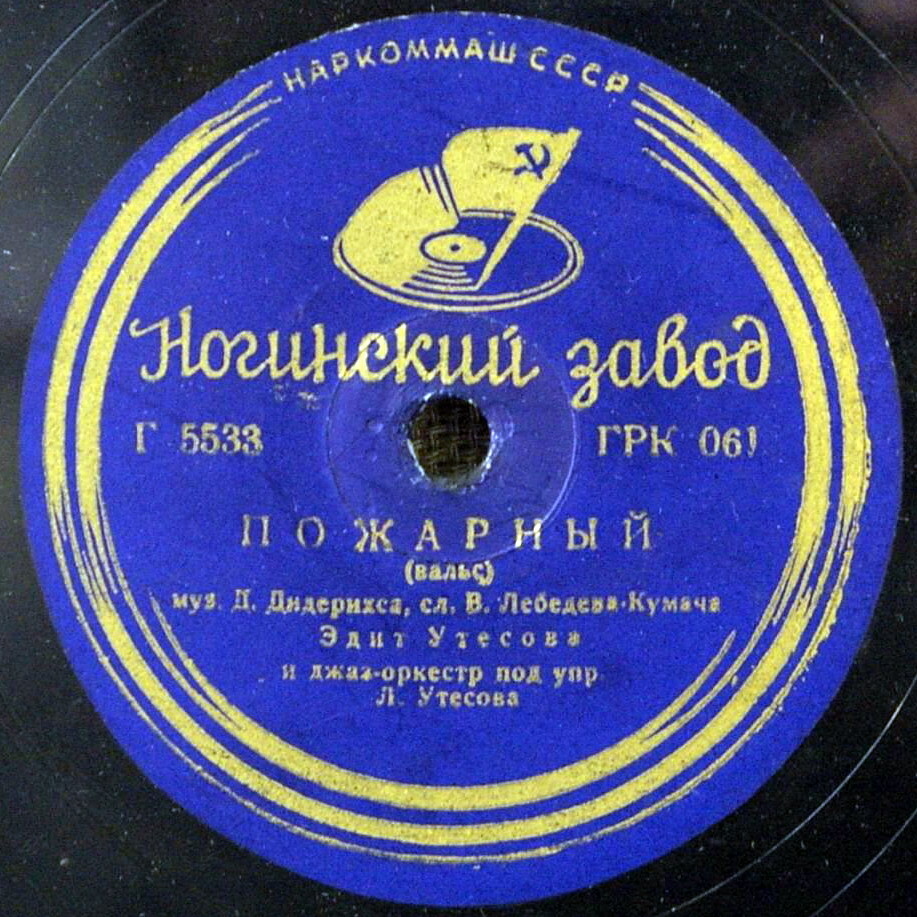 НАРКОММАШ СССР
Ногинский завод
Г 5533 ГРК 061
ПОЖАРНЫЙ
(вальс)
муз. Д. Дидерихса, сл. В. Лебедева-Кумача
Эдит Утесова
и джаз-оркестр под упр.
Л. Утесова